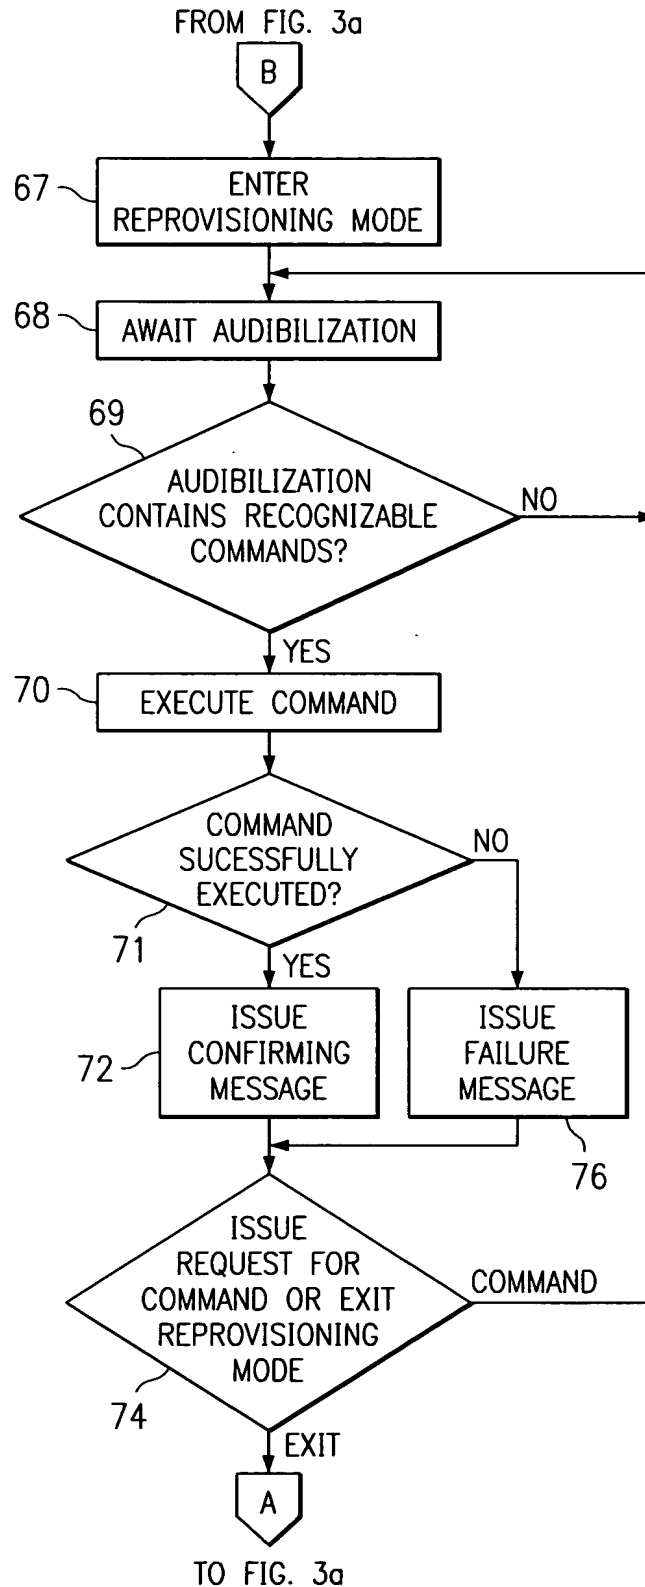 FROM FIG. 3a
B
67
ENTER
REPROVISIONING MODE
68
AWAIT AUDIBILIZATION
69
AUDIBILIZATION
CONTAINS RECOGNIZABLE
COMMANDS?
NO
YES
70
EXECUTE COMMAND
COMMAND
SUCESSFULLY
EXECUTED?
NO
71
YES
72
ISSUE
CONFIRMING
MESSAGE
ISSUE
FAILURE
MESSAGE
76
ISSUE
REQUEST FOR
COMMAND OR EXIT
REPROVISIONING
MODE
COMMAND
74
EXIT
A
TO FIG. 3a